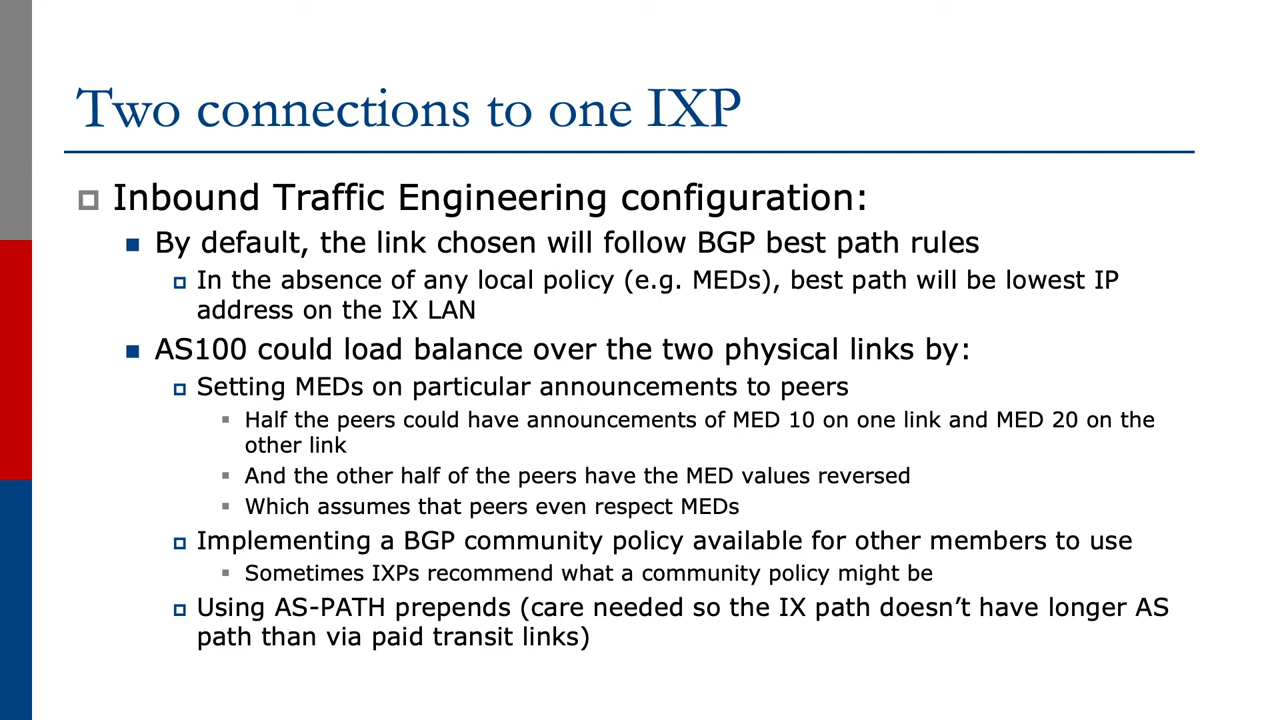 Two connections to one IXP
Inbound Traffic Engineering configuration:
By default, the link chosen will follow BGP best path rules
In the absence of any local policy (e.g. MEDs), best path will be lowest IP
address on the IX LAN
AS100 could load balance over the two physical links by:
Setting MEDs on particular announcements to peers
Half the peers could have announcements of MED 10 on one link and MED 20 on the
other link
And the other half of the peers have the MED values reversed
Which assumes that peers even respect MEDs
Implementing a BGP community policy available for other members to use
Sometimes IXPs recommend what a community policy might be
Using AS-PATH prepends (care needed so the IX path doesn’t have longer AS
path than via paid transit links)